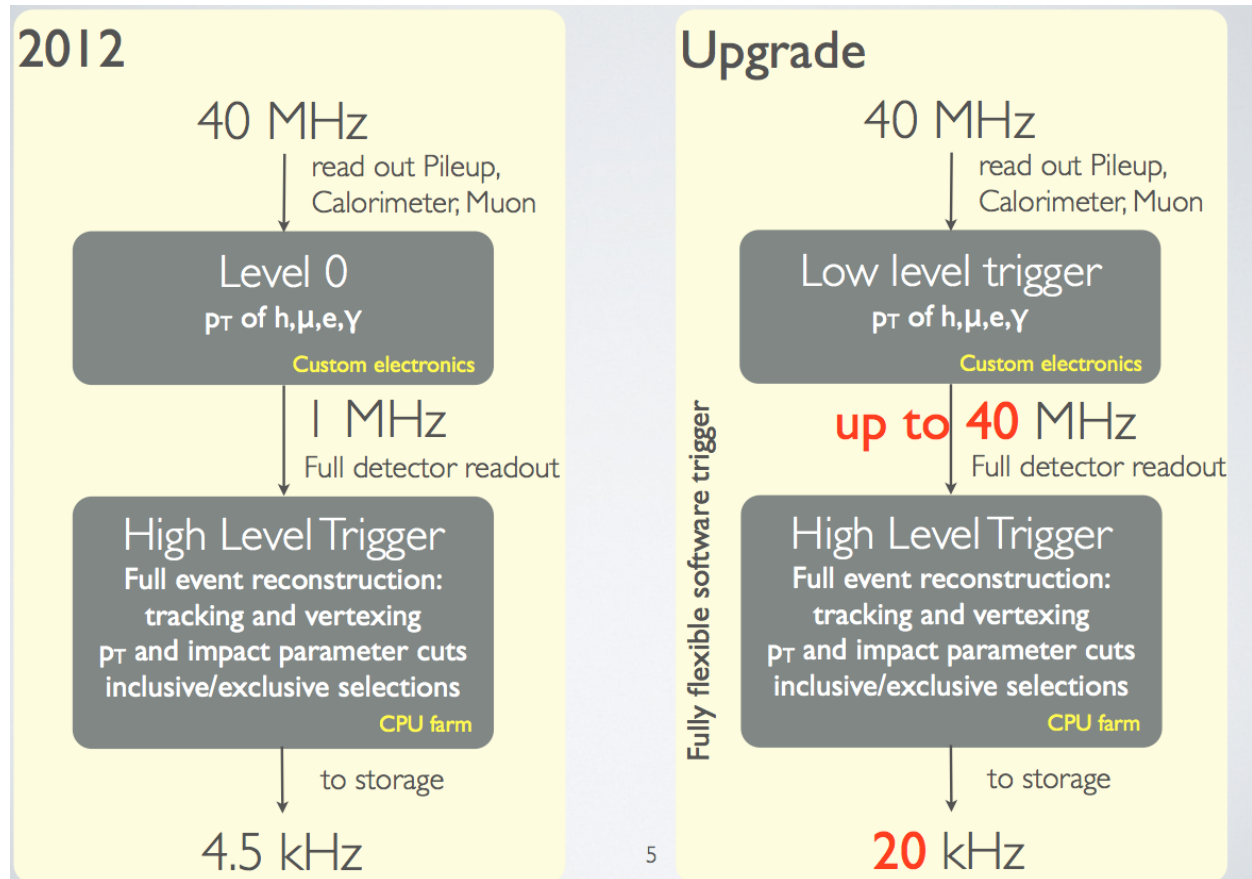 2012
40 MHz
read out Pileup,
Calorimeter, Muon
Level 0
pT of h,μ,e,γ
Custom electronics
1 MHz
Full detector readout
High Level Trigger
Full event reconstruction:
tracking and vertexing
pT and impact parameter cuts
inclusive/exclusive selections
CPU farm
to storage
4.5 kHz
5
Upgrade
40 MHz
read out Pileup,
Calorimeter, Muon
Low level trigger
pT of h,μ,e,γ
Custom electronics
up to 40 MHz
Full detector readout
Fully flexible software trigger
High Level Trigger
Full event reconstruction:
tracking and vertexing
pT and impact parameter cuts
inclusive/exclusive selections
CPU farm
to storage
20 kHz